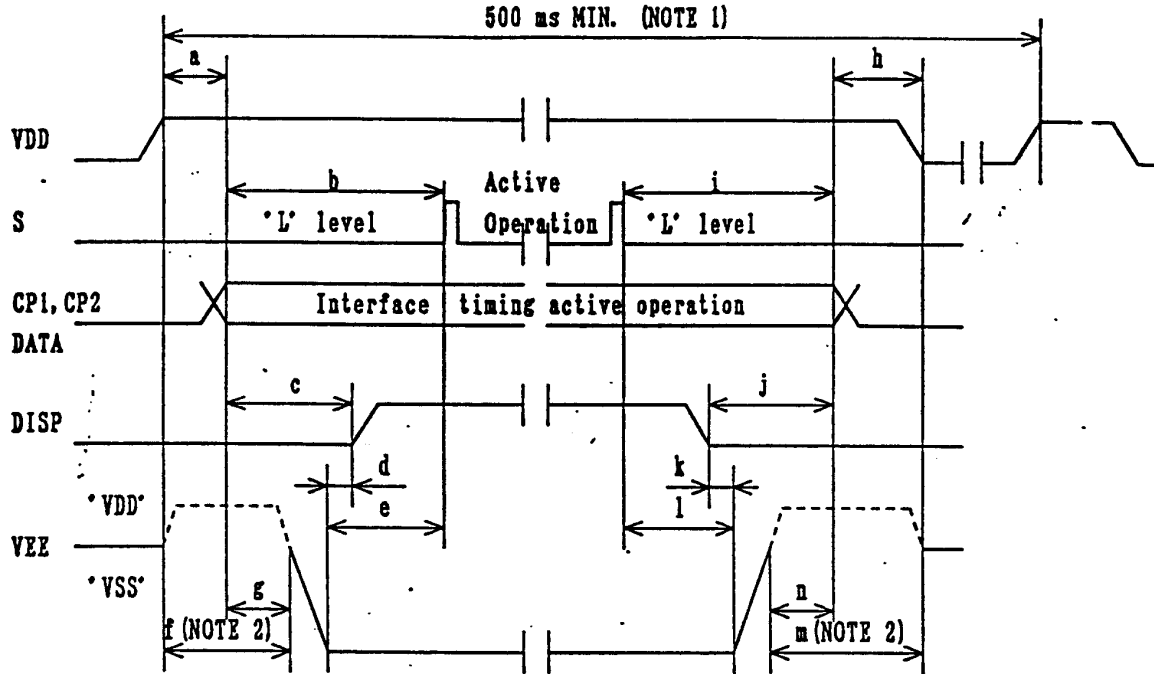 500 ms MIN. (NOTE 1)
a
h
VDD
b
Active
i
S
"L" level
Operation
"L" level
CP1, CP2
Interface timing active operation
DATA
c
j
DISP
d
k
"VDD"
e
l
VEE
"VSS"
g
n
f (NOTE 2)
m (NOTE 2)